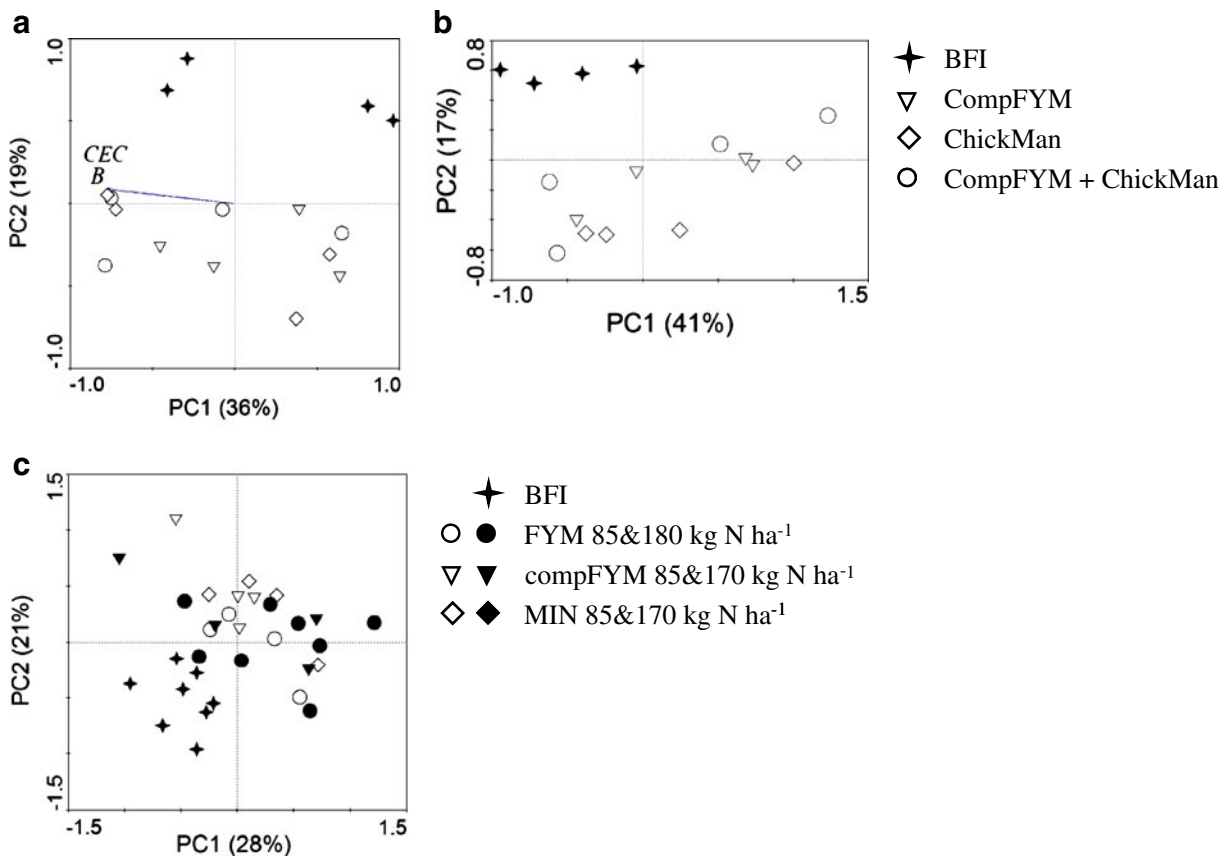 a
1.0
PC2 (19%)
-1.0
CEC
B
-1.0 1.0
PC1 (36%)
b
0.8
PC2 (17%)
-0.8
-1.0 1.5
PC1 (41%)
BFI
CompFYM
ChickMan
CompFYM + ChickMan
c
1.5
PC2 (21%)
-1.5
-1.5 1.5
PC1 (28%)
BFI
FYM 85&180 kg N ha-1
compFYM 85&170 kg N ha-1
MIN 85&170 kg N ha-1